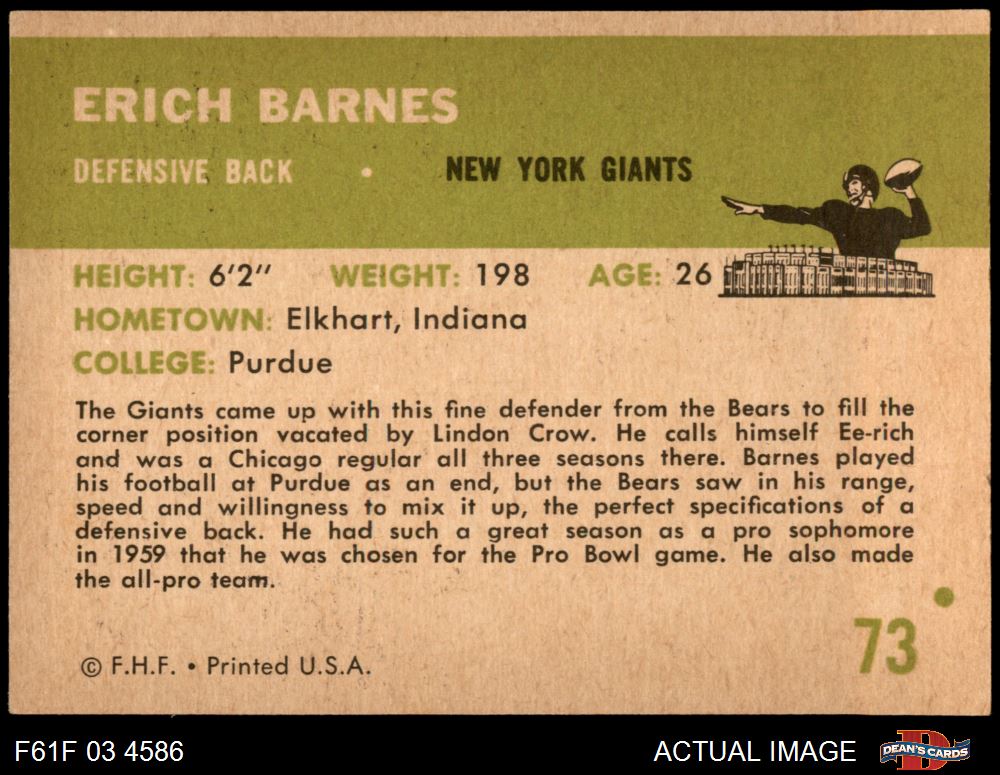 ERICH BARNES
DEFENSIVE BACK • NEW YORK GIANTS
HEIGHT: 6'2" WEIGHT: 198 AGE: 26
HOMETOWN: Elkhart, Indiana
COLLEGE: Purdue
The Giants came up with this fine defender from the Bears to fill the
corner position vacated by Lindon Crow. He calls himself Ee-rich
and was a Chicago regular all three seasons there. Barnes played
his football at Purdue as an end, but the Bears saw in his range,
speed and willingness to mix it up, the perfect specifications of a
defensive back. He had such a great season as a pro sophomore
in 1959 that he was chosen for the Pro Bowl game. He also made
the all-pro team.
73
© F.H.F. • Printed U.S.A.
F61F 03 4586 ACTUAL IMAGE D DEAN'S CARDS